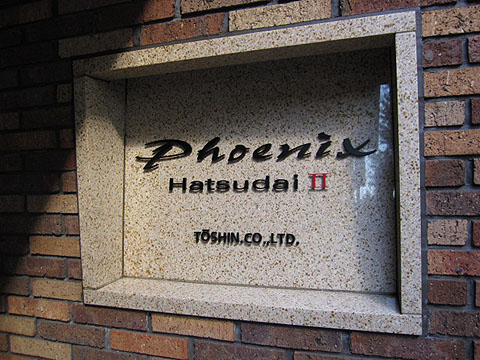 Phoenix
Hatsudai II
TŌSHIN.CO.,LTD.